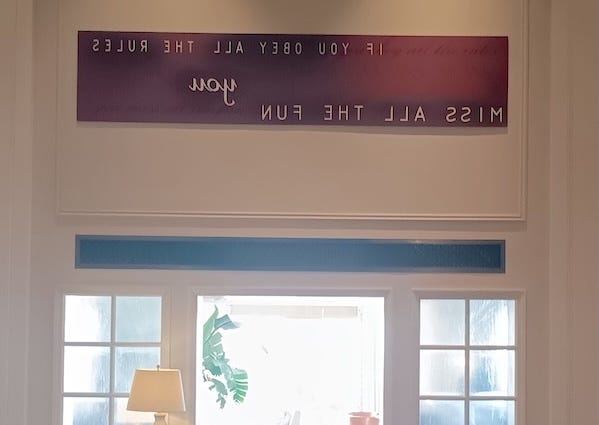 IF YOU OBEY ALL THE RULES
you
MISS ALL THE FUN